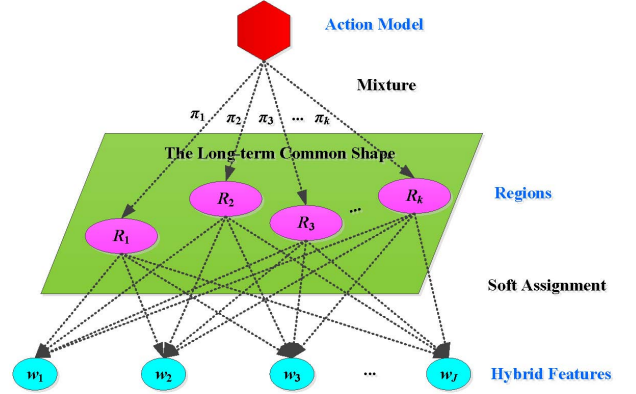 Action Model
Mixture
π1 π2 π3 ... πk
The Long-term Common Shape
R1 R2 R3 ... Rk
Regions
Soft Assignment
w1 w2 w3 ... wJ
Hybrid Features